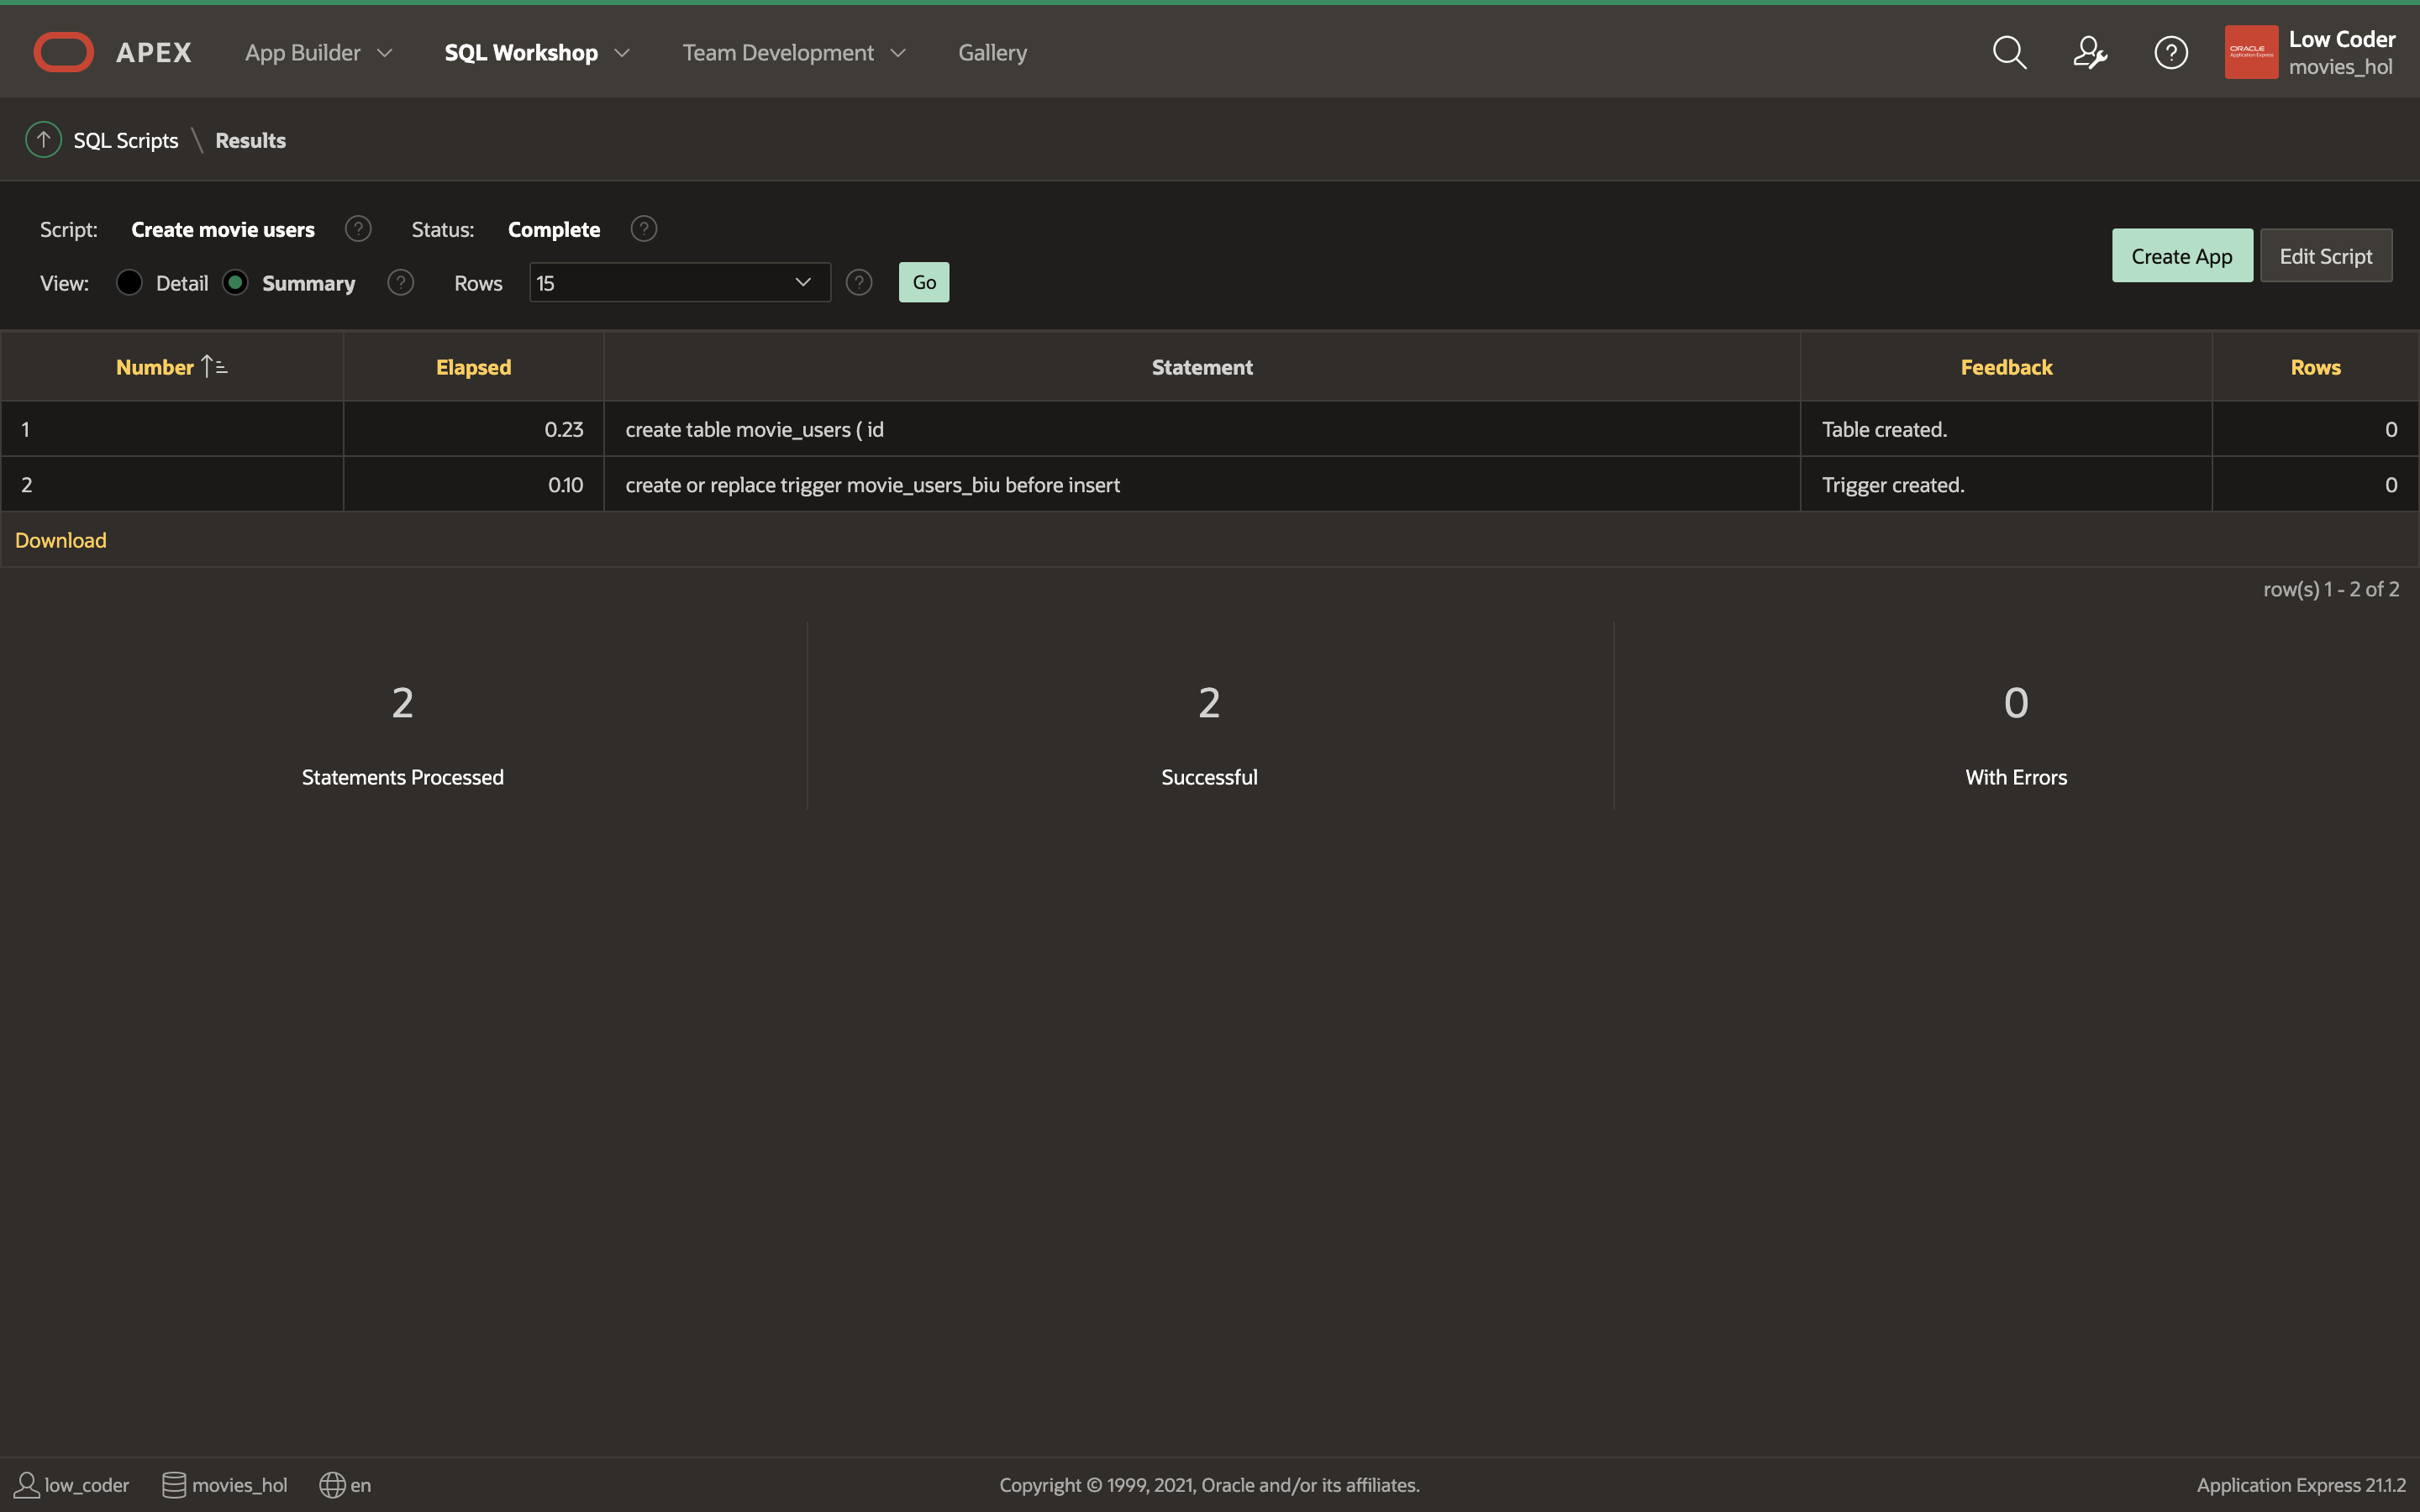 APEX App Builder SQL Workshop Team Development Gallery
ORACLE
Application Express
Low Coder
movies_hol
SQL Scripts \ Results
Script: Create movie users ? Status: Complete ?
View: Detail Summary ? Rows 15 ? Go
Create App Edit Script
Number Elapsed Statement Feedback Rows
1 0.23 create table movie_users ( id Table created. 0
2 0.10 create or replace trigger movie_users_biu before insert Trigger created. 0
Download
row(s) 1 - 2 of 2
2 2 0
Statements Processed Successful With Errors
low_coder movies_hol en Copyright © 1999, 2021, Oracle and/or its affiliates. Application Express 21.1.2